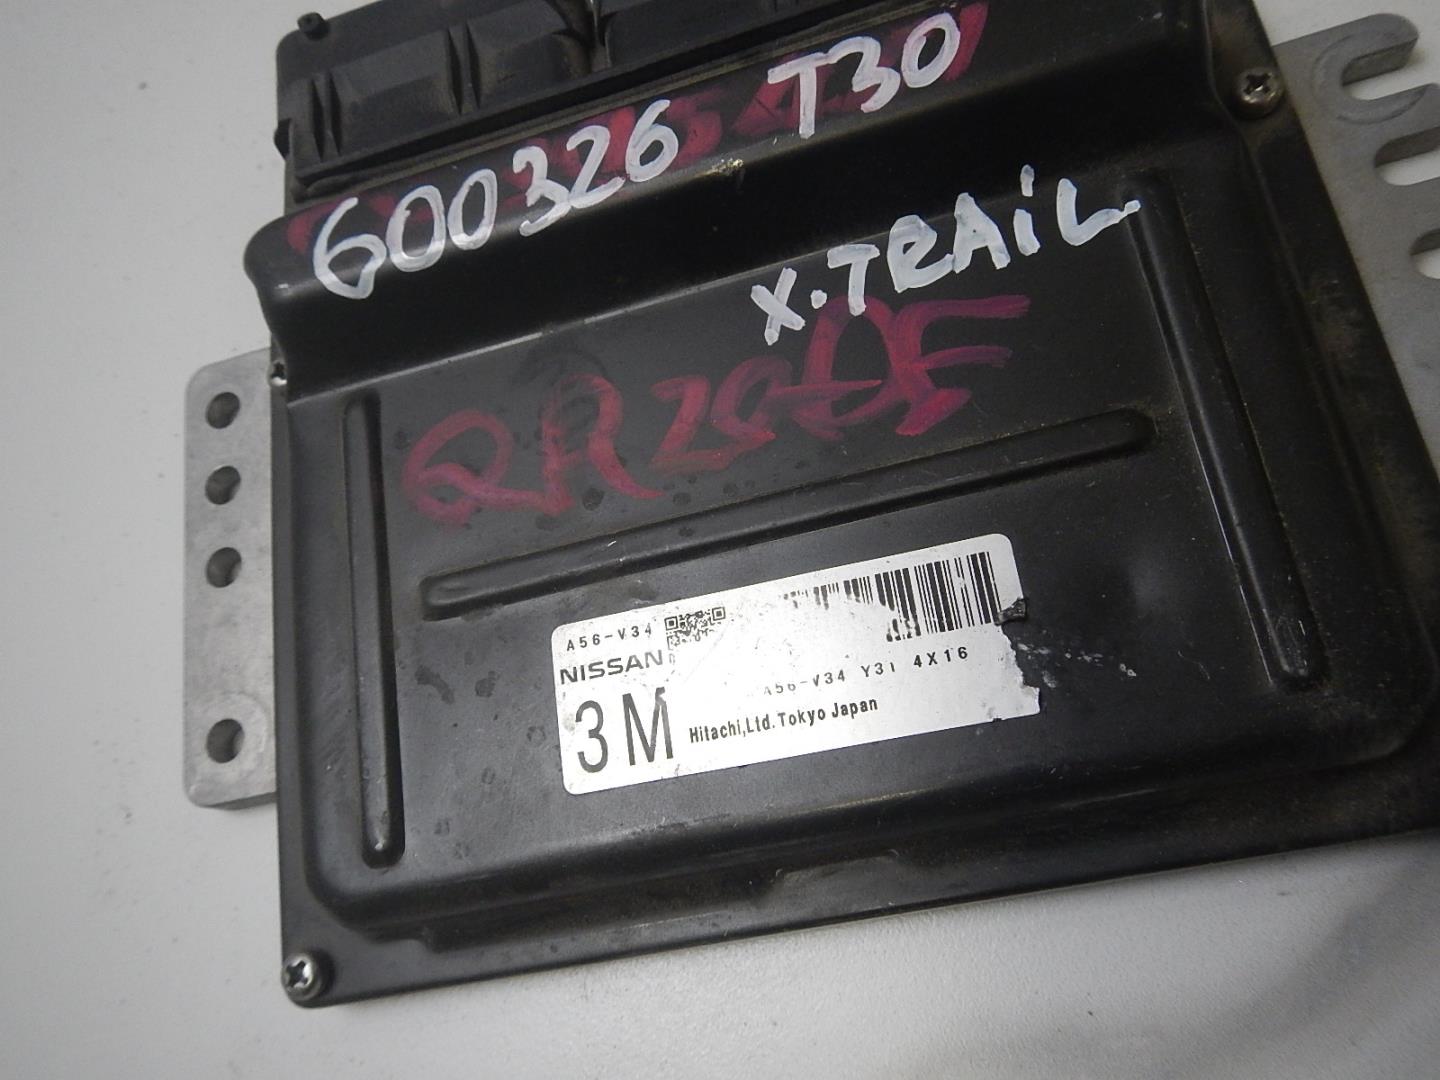 600326 T30
X.TRAIL
QR20DE
A56-V34
NISSAN
A56-V34 Y31 4X16
3M
Hitachi,Ltd.Tokyo Japan